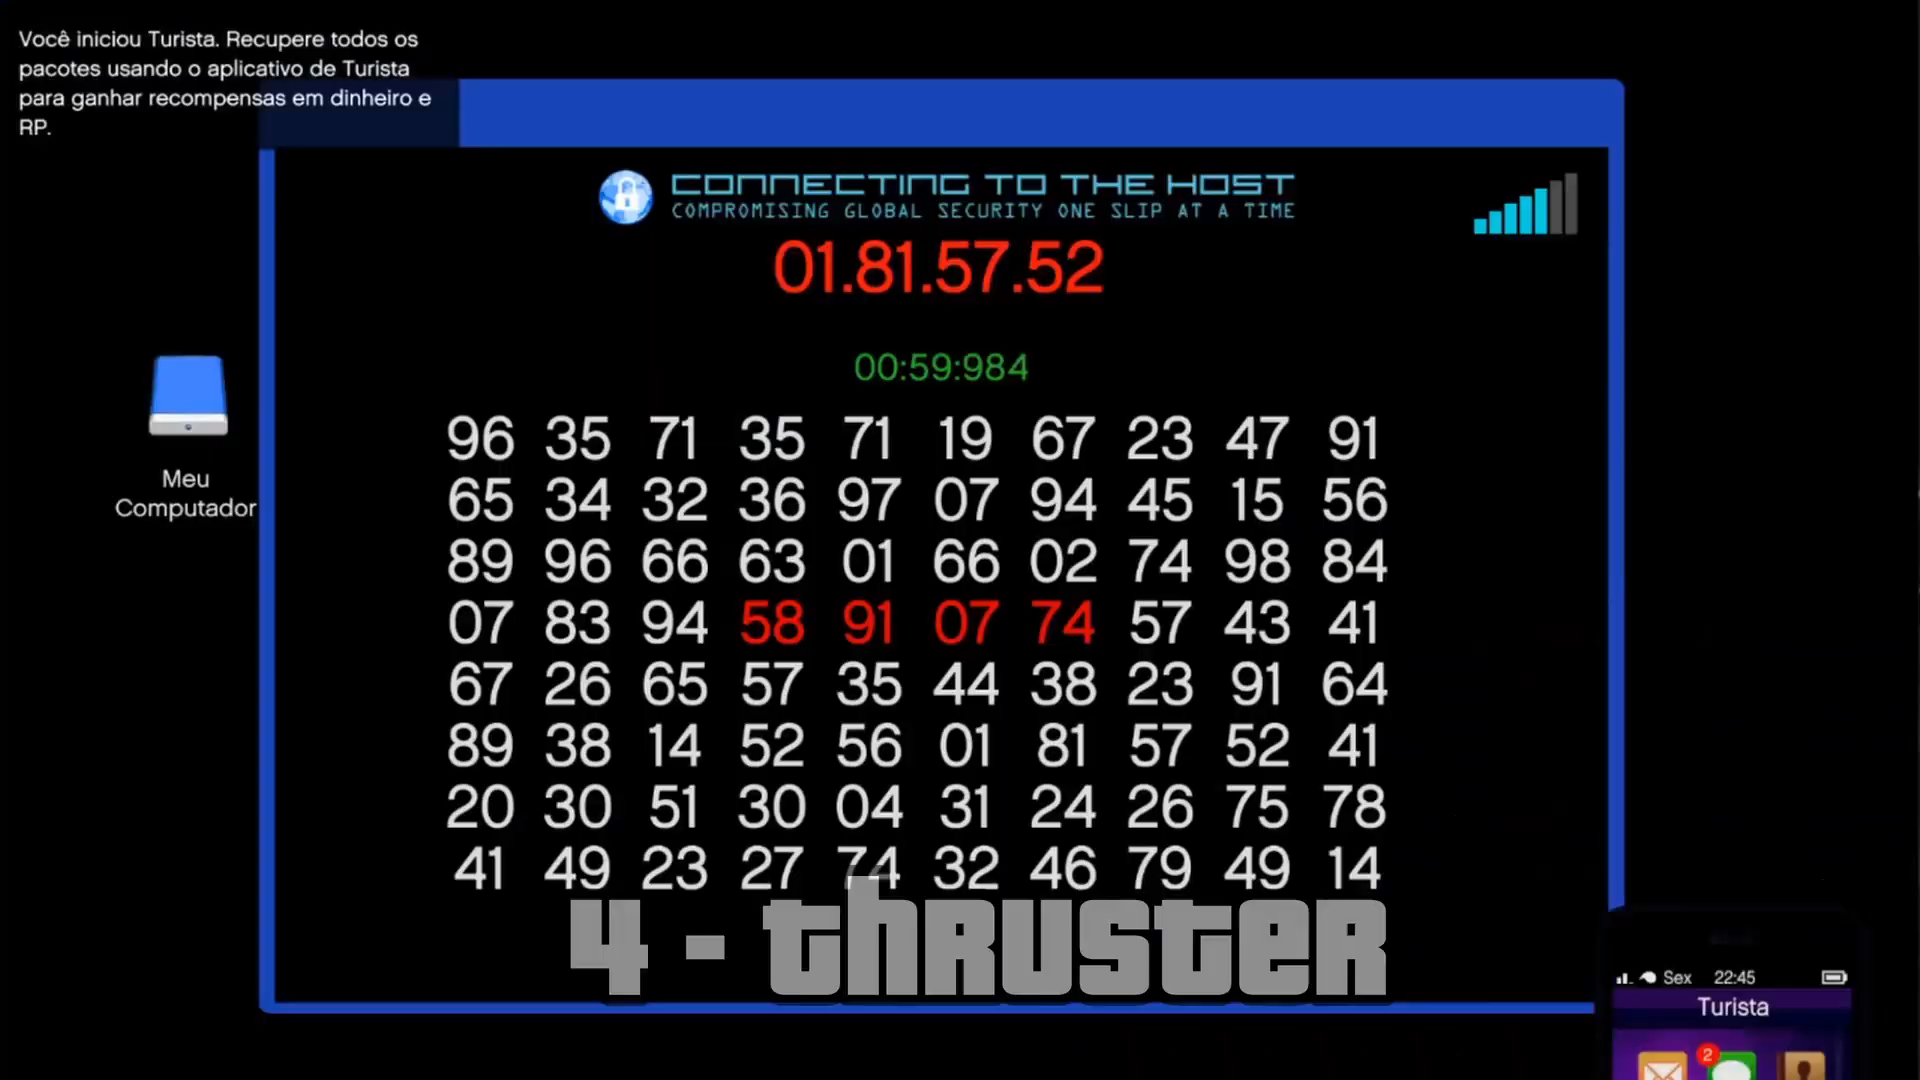 Você iniciou Turista. Recupere todos os
pacotes usando o aplicativo de Turista
para ganhar recompensas em dinheiro e
RP.
CONNECTING TO THE HOST
COMPROMISING GLOBAL SECURITY ONE SLIP AT A TIME
01.81.57.52
00:59:984
Meu
Computador
96 35 71 35 71 19 67 23 47 91
65 34 32 36 97 07 94 45 15 56
89 96 66 63 01 66 02 74 98 84
07 83 94 58 91 07 74 57 43 41
67 26 65 57 35 44 38 23 91 64
89 38 14 52 56 01 81 57 52 41
20 30 51 30 04 31 24 26 75 78
41 49 23 27 74 32 46 79 49 14
4 - thruster
Sex 22:45
Turista
2